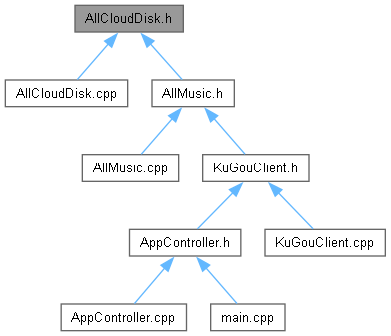 AllCloudDisk.h
AllCloudDisk.cpp
AllMusic.h
AllMusic.cpp
KuGouClient.h
AppController.h
KuGouClient.cpp
AppController.cpp
main.cpp